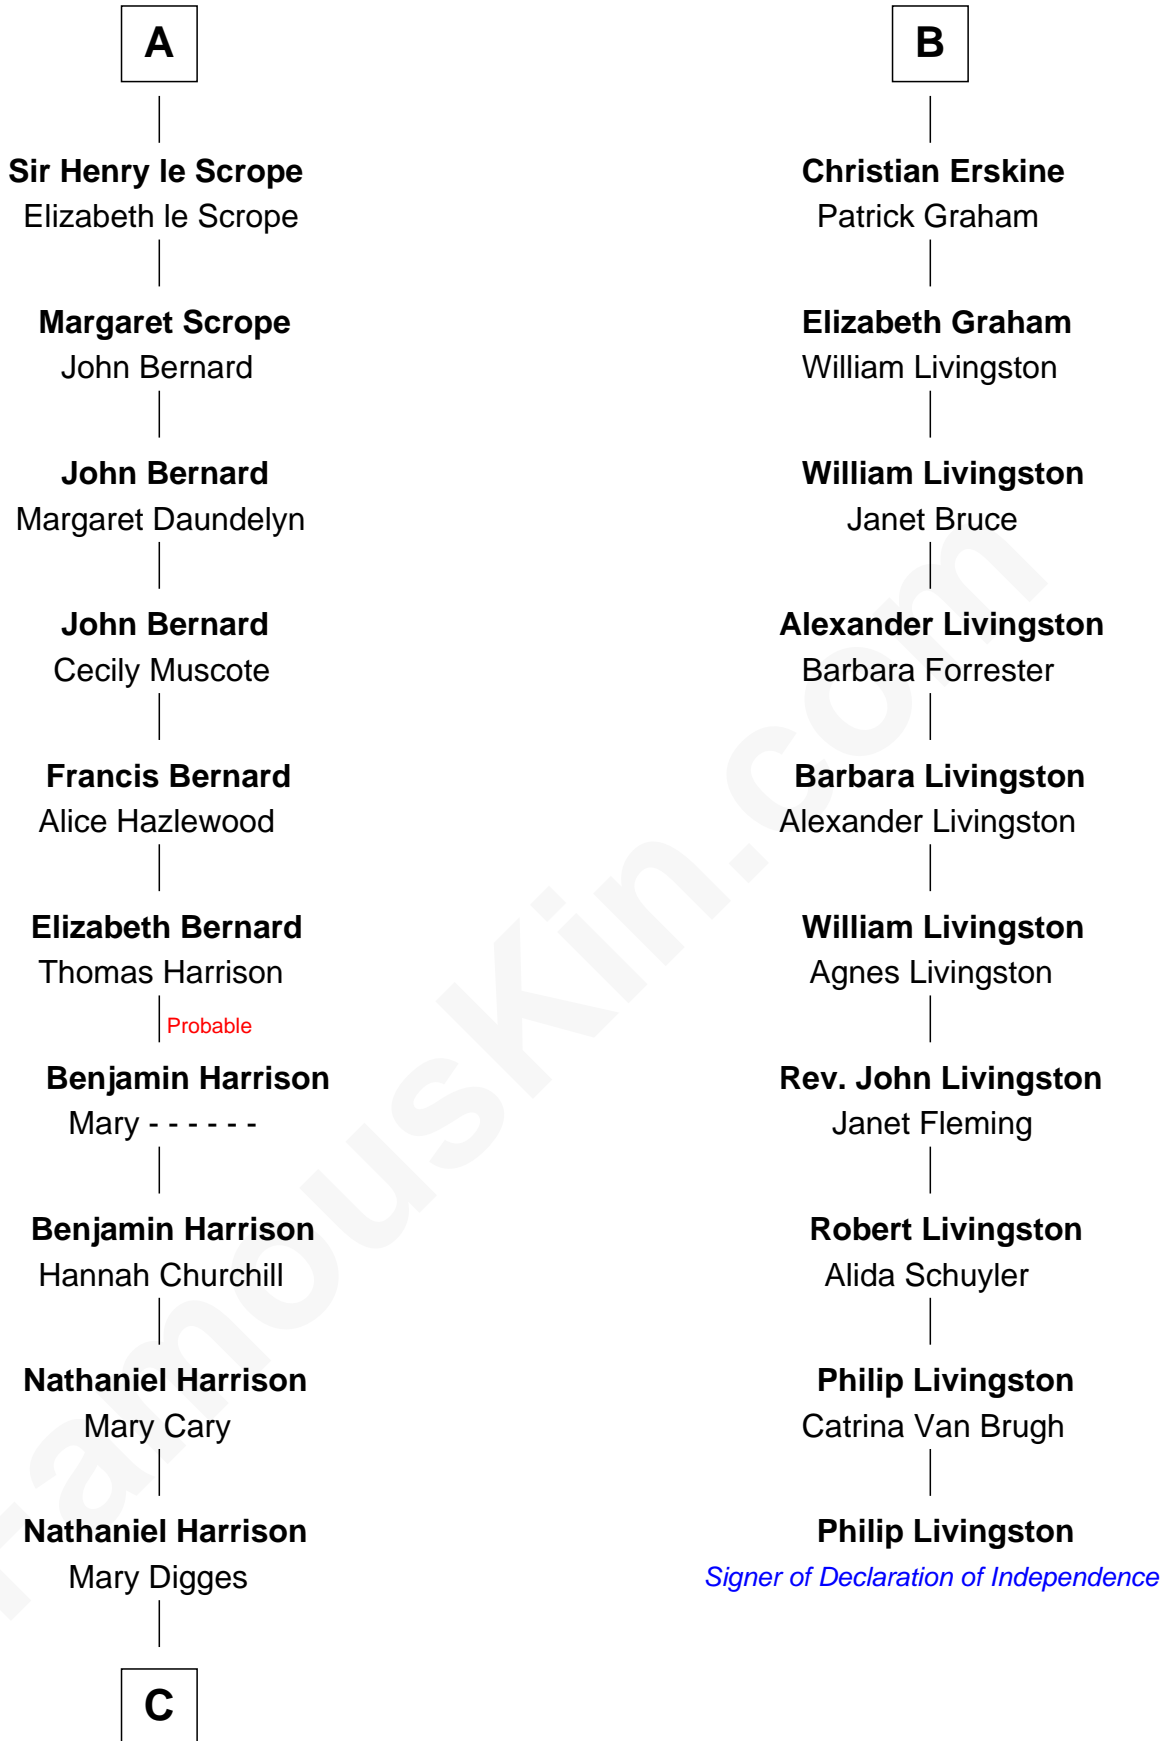 A
Sir Henry le Scrope
Elizabeth le Scrope
Margaret Scrope
John Bernard
John Bernard
Margaret Daundelyn
John Bernard
Cecily Muscote
Francis Bernard
Alice Hazlewood
Elizabeth Bernard
Thomas Harrison
Probable
Benjamin Harrison
Mary - - - - - -
Benjamin Harrison
Hannah Churchill
Nathaniel Harrison
Mary Cary
Nathaniel Harrison
Mary Digges
C
B
Christian Erskine
Patrick Graham
Elizabeth Graham
William Livingston
William Livingston
Janet Bruce
Alexander Livingston
Barbara Forrester
Barbara Livingston
Alexander Livingston
William Livingston
Agnes Livingston
Rev. John Livingston
Janet Fleming
Robert Livingston
Alida Schuyler
Philip Livingston
Catrina Van Brugh
Philip Livingston
Signer of Declaration of Independence
FamousKin.com